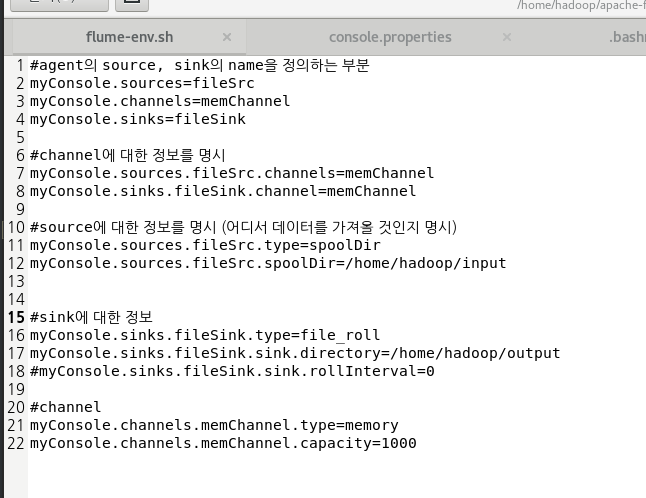 /home/hadoop/apache-f
flume-env.sh ×
console.properties ×
.bash
1 #agent의 source, sink의 name을 정의하는 부분
2 myConsole.sources=fileSrc
3 myConsole.channels=memChannel
4 myConsole.sinks=fileSink
5
6 #channel에 대한 정보를 명시
7 myConsole.sources.fileSrc.channels=memChannel
8 myConsole.sinks.fileSink.channel=memChannel
9
10 #source에 대한 정보를 명시 (어디서 데이터를 가져올 것인지 명시)
11 myConsole.sources.fileSrc.type=spoolDir
12 myConsole.sources.fileSrc.spoolDir=/home/hadoop/input
13
14
15 #sink에 대한 정보
16 myConsole.sinks.fileSink.type=file_roll
17 myConsole.sinks.fileSink.sink.directory=/home/hadoop/output
18 #myConsole.sinks.fileSink.sink.rollInterval=0
19
20 #channel
21 myConsole.channels.memChannel.type=memory
22 myConsole.channels.memChannel.capacity=1000